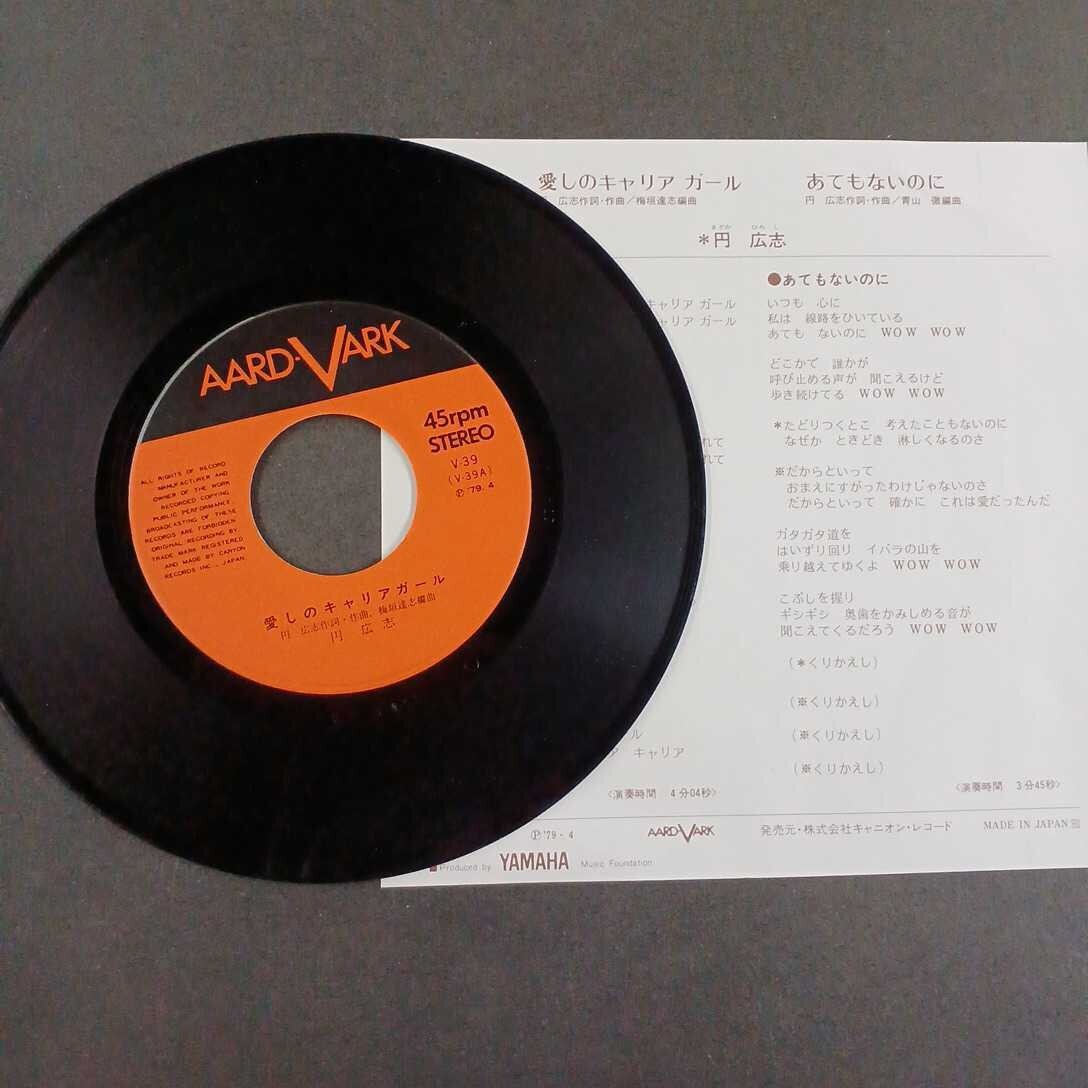 AARD-VARK
45rpm
STEREO
V-39
(V-39A)
℗ '79・4
ALL RIGHTS OF RECORD
MANUFACTURER AND
OWNER OF THE WORK
RECORDED COPYING
PUBLIC PERFORMANCE,
BROADCASTING OF THESE
RECORDS ARE FORBIDDEN
ORIGINAL RECORDING BY
TRADE MARK REGISTERED
AND MADE BY CANYON
RECORDS INC., JAPAN
愛しのキャリアガール
円 広志作詞・作曲、梅垣達志編曲
円 広志
愛しのキャリア ガール
広志作詞・作曲/梅垣達志編曲
あてもないのに
円 広志作詞・作曲/青山 徹編曲
まどか ひろし
*円 広志
キャリア ガール
キャリア ガール
れて
れて
ル
ア キャリア
〈演奏時間 4分04秒〉
●あてもないのに
いつも 心に
私は 線路をひいている
あても ないのに WOW WOW
どこかで 誰かが
呼び止める声が 聞こえるけど
歩き続けてる WOW WOW
*たどりつくとこ 考えたこともないのに
なぜか ときどき 淋しくなるのさ
※だからといって
おまえにすがったわけじゃないのさ
だからといって 確かに これは愛だったんだ
ガタガタ道を
はいずり回り イバラの山を
乗り越えてゆくよ WOW WOW
こぶしを握り
ギシギシ 奥歯をかみしめる音が
聞こえてくるだろう WOW WOW
(*くりかえし)
(※くりかえし)
(※くりかえし)
(※くりかえし)
〈演奏時間 3分45秒〉
℗ '79・4
AARD-VARK
発売元・株式会社キャニオン・レコード
MADE IN JAPAN
Produced by YAMAHA Music Foundation